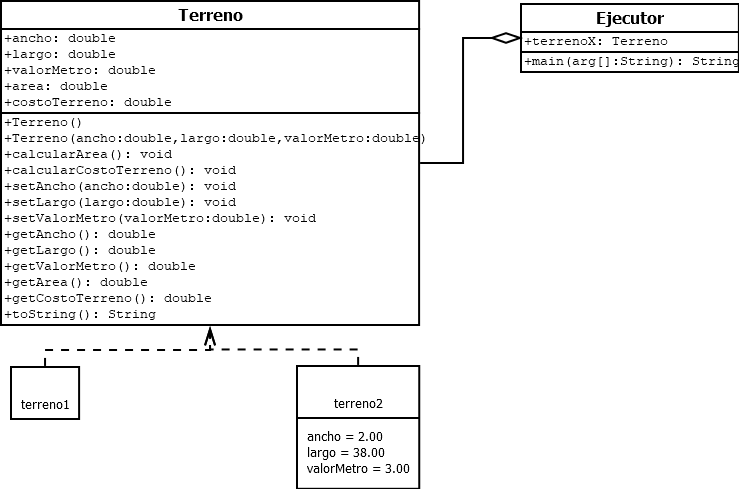 Terreno
+ancho: double
+largo: double
+valorMetro: double
+area: double
+costoTerreno: double
+Terreno()
+Terreno(ancho:double,largo:double,valorMetro:double)
+calcularArea(): void
+calcularCostoTerreno(): void
+setAncho(ancho:double): void
+setLargo(largo:double): void
+setValorMetro(valorMetro:double): void
+getAncho(): double
+getLargo(): double
+getValorMetro(): double
+getArea(): double
+getCostoTerreno(): double
+toString(): String
Ejecutor
+terrenoX: Terreno
+main(arg[]:String): String
terreno1
terreno2
ancho = 2.00
largo = 38.00
valorMetro = 3.00